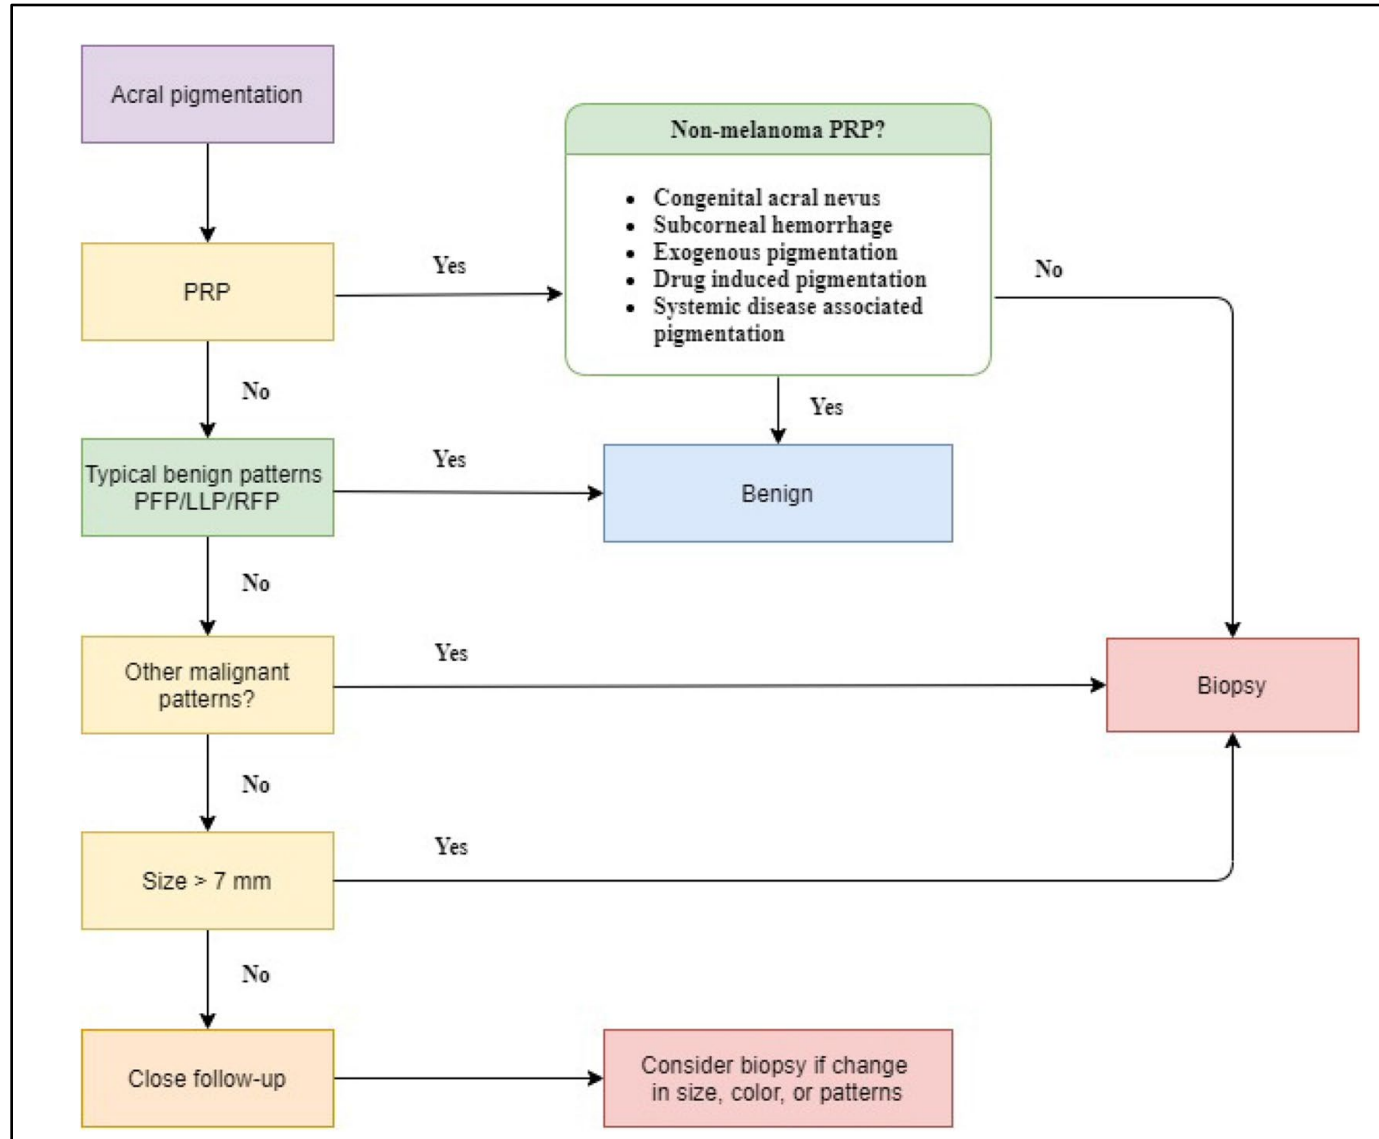 Acral pigmentation
Non-melanoma PRP?
• Congenital acral nevus
• Subcorneal hemorrhage
• Exogenous pigmentation
• Drug induced pigmentation
• Systemic disease associated
pigmentation
Yes
No
PRP
No
Yes
Typical benign patterns
PFP/LLP/RFP
Yes
Benign
No
Other malignant
patterns?
Yes
Biopsy
No
Size > 7 mm
Yes
No
Close follow-up
Consider biopsy if change
in size, color, or patterns